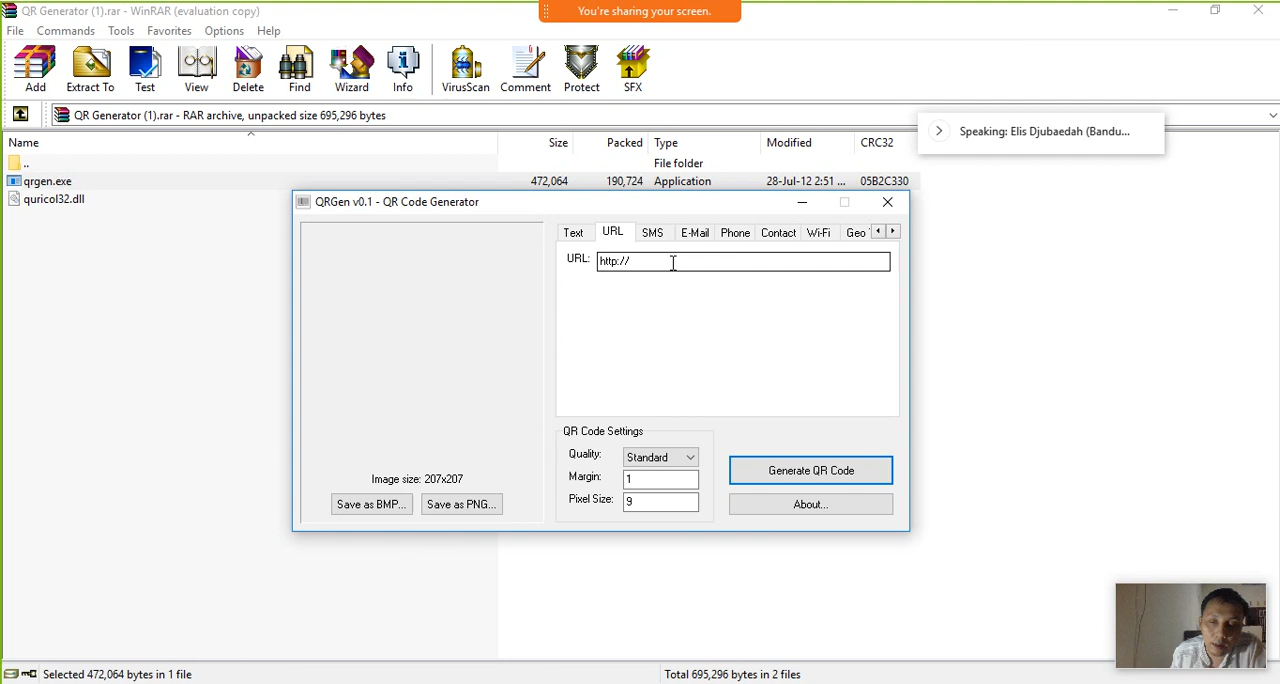 QR Generator (1).rar - WinRAR (evaluation copy)
You're sharing your screen.
File Commands Tools Favorites Options Help
Add Extract To Test View Delete Find Wizard Info VirusScan Comment Protect SFX
QR Generator (1).rar - RAR archive, unpacked size 695,296 bytes
Speaking: Elis Djubaedah (Bandu...
Name Size Packed Type Modified CRC32
.. File folder
qrgen.exe 472,064 190,724 Application 28-Jul-12 2:51 ... 05B2C330
quricol32.dll
QRGen v0.1 - QR Code Generator
Text URL SMS E-Mail Phone Contact Wi-Fi Geo
URL: http://
QR Code Settings
Quality: Standard
Margin: 1
Pixel Size: 9
Generate QR Code
About...
Image size: 207x207
Save as BMP... Save as PNG...
Selected 472,064 bytes in 1 file
Total 695,296 bytes in 2 files